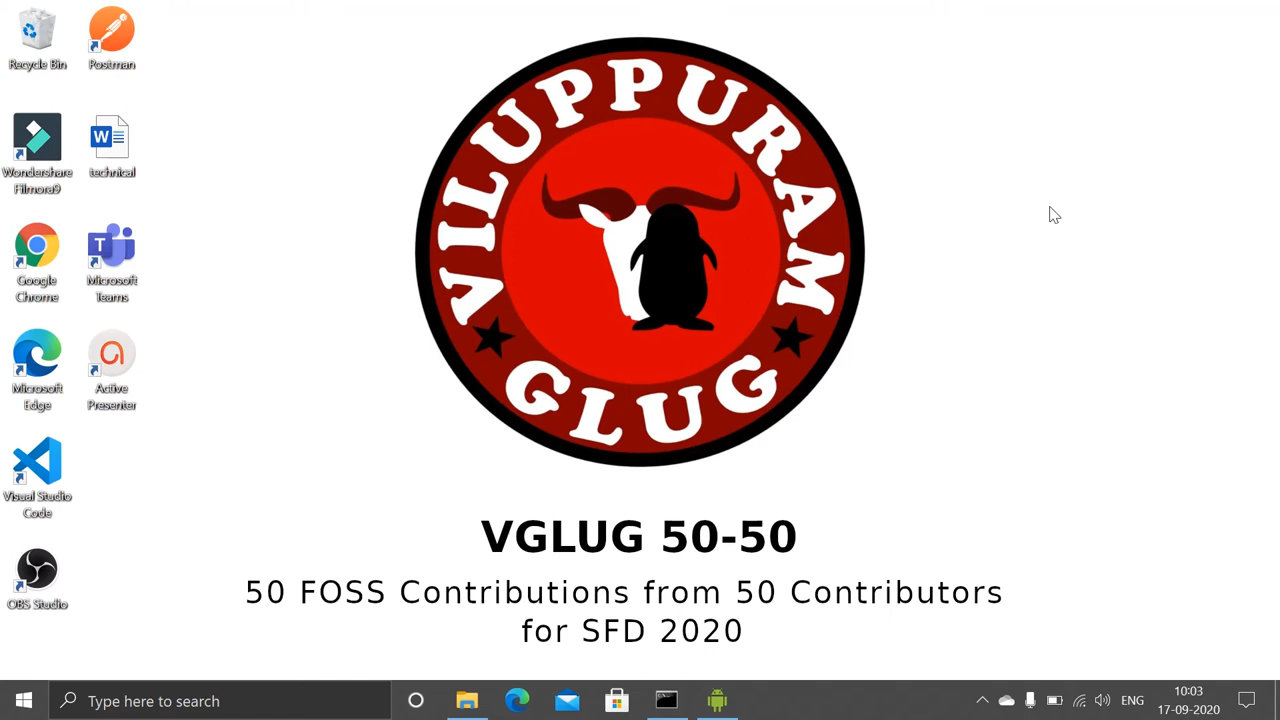 Recycle Bin
Postman
Wondershare
Filmora9
technical
Google
Chrome
Microsoft
Teams
Microsoft
Edge
Active
Presenter
Visual Studio
Code
OBS Studio
VILUPPURAM
GLUG
VGLUG 50-50
50 FOSS Contributions from 50 Contributors
for SFD 2020
Type here to search
ENG
10:03
17-09-2020